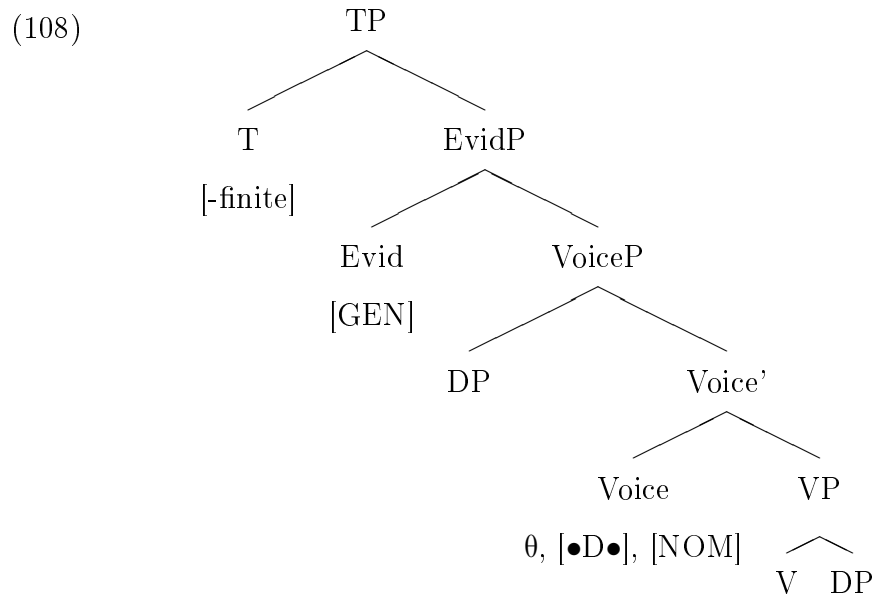 (108) TP
T EvidP
[-finite]
Evid VoiceP
[GEN]
DP Voice'
Voice VP
θ, [●D●], [NOM]
V DP